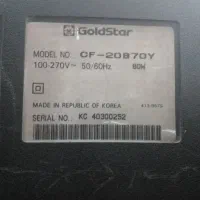 GoldStar
MODEL NO. CF-20B70Y
100-270V~ 50/60Hz 80W
MADE IN REPUBLIC OF KOREA
SERIAL NO.: KC 40300252